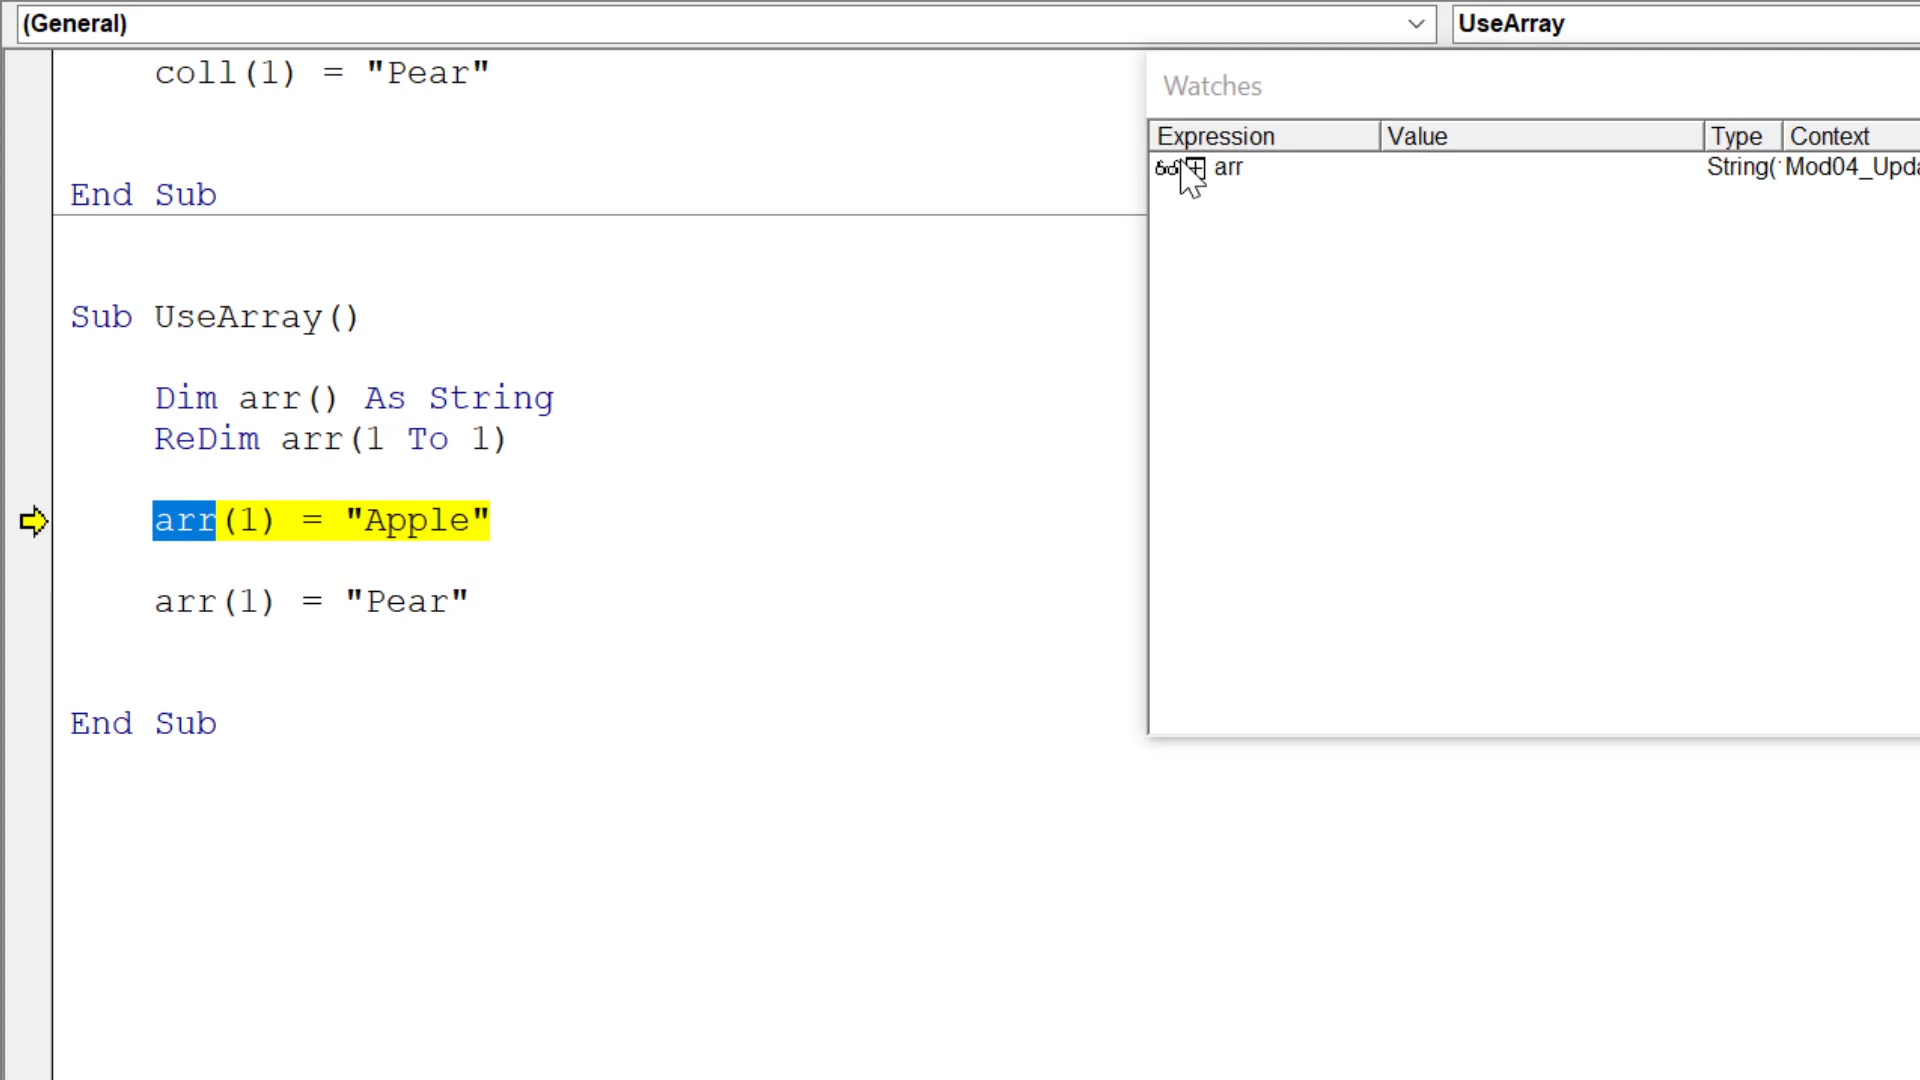 (General)
UseArray
coll(1) = "Pear"
End Sub
Sub UseArray()
Dim arr() As String
ReDim arr(1 To 1)
arr(1) = "Apple"
arr(1) = "Pear"
End Sub
Watches
Expression Value Type Context
arr String( Mod04_Upda